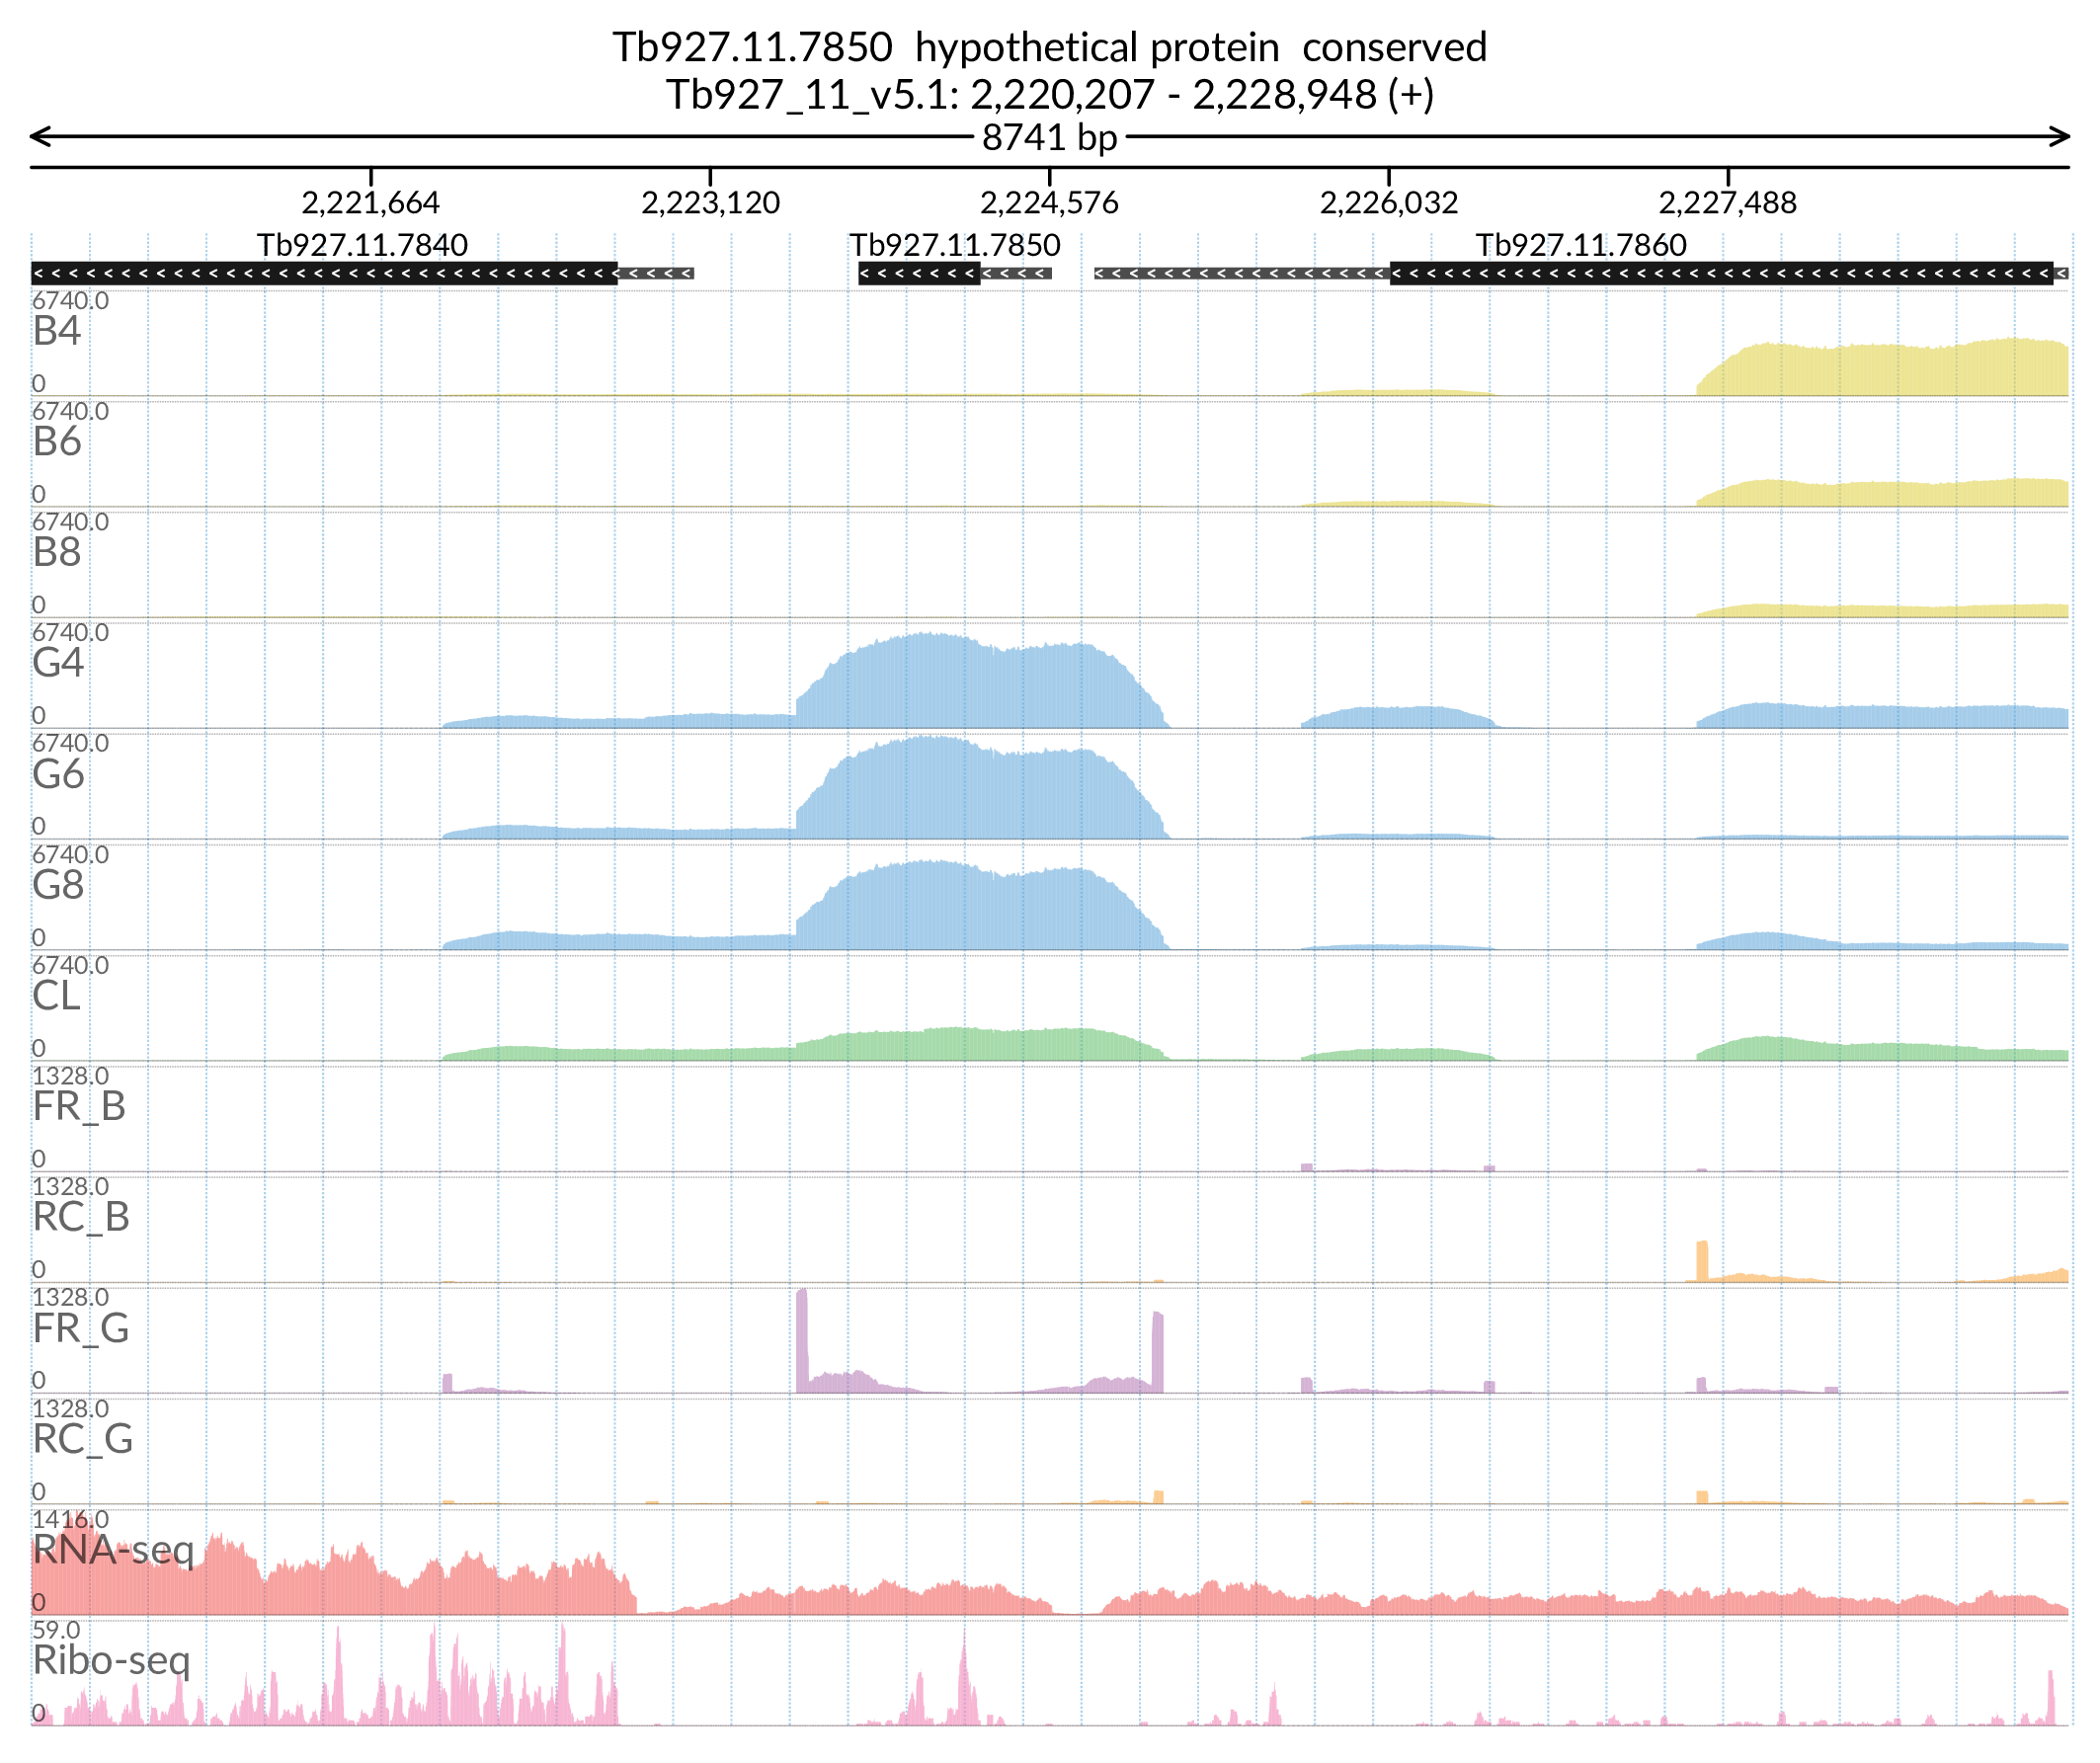 Tb927.11.7850 hypothetical protein conserved
Tb927_11_v5.1: 2,220,207 - 2,228,948 (+)
8741 bp
2,221,664 2,223,120 2,224,576 2,226,032 2,227,488
Tb927.11.7840 Tb927.11.7850 Tb927.11.7860
6740.0
B4
0
6740.0
B6
0
6740.0
B8
0
6740.0
G4
0
6740.0
G6
0
6740.0
G8
0
6740.0
CL
0
1328.0
FR_B
0
1328.0
RC_B
0
1328.0
FR_G
0
1328.0
RC_G
0
1416.0
RNA-seq
0
59.0
Ribo-seq
0